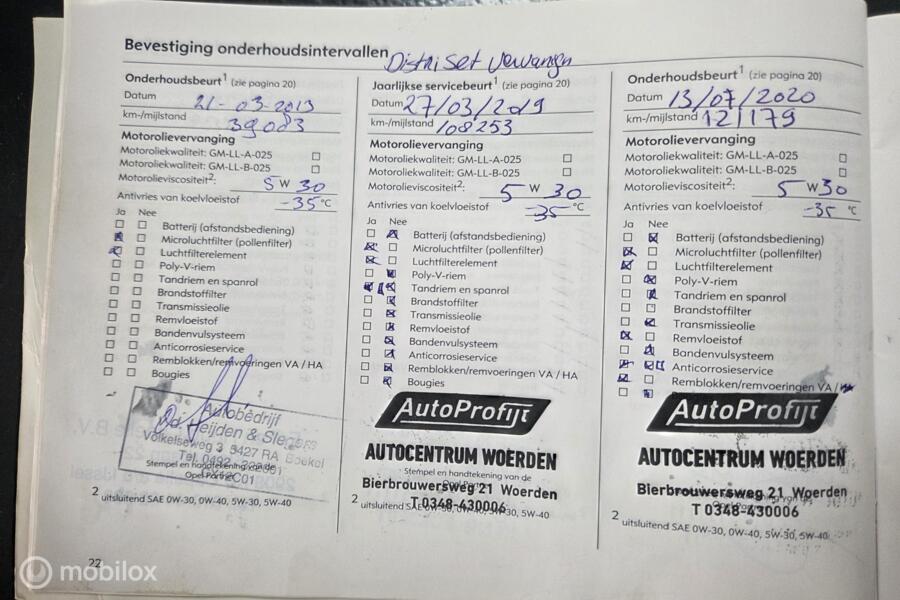 Bevestiging onderhoudsintervallen
Distri set vervangen
Onderhoudsbeurt1 (zie pagina 20)
Datum 21-03-2013
km-/mijlstand 39083
Motorolievervanging
Motoroliekwaliteit: GM-LL-A-025
Motoroliekwaliteit: GM-LL-B-025
Motorolieviscositeit2: 5 W 30
Antivries van koelvloeistof -35 °C
Ja Nee
Batterij (afstandsbediening)
Microluchtfilter (pollenfilter)
Luchtfilterelement
Poly-V-riem
Tandriem en spanrol
Brandstoffilter
Transmissieolie
Remvloeistof
Bandenvulsysteem
Anticorrosieservice
Remblokken/remvoeringen VA / HA
Bougies
Autobedrijf
v.d. Heijden & Slegers
Volkelseweg 3 5427 RA Boekel
Tel. 0492
Stempel en handtekening van de
Opel Partner
2 uitsluitend SAE 0W-30, 0W-40, 5W-30, 5W-40
22
Jaarlijkse servicebeurt1 (zie pagina 20)
Datum 27/03/2019
km-/mijlstand 108253
Motorolievervanging
Motoroliekwaliteit: GM-LL-A-025
Motoroliekwaliteit: GM-LL-B-025
Motorolieviscositeit2: 5 W 30
Antivries van koelvloeistof -35 °C
Ja Nee
Batterij (afstandsbediening)
Microluchtfilter (pollenfilter)
Luchtfilterelement
Poly-V-riem
Tandriem en spanrol
Brandstoffilter
Transmissieolie
Remvloeistof
Bandenvulsysteem
Anticorrosieservice
Remblokken/remvoeringen VA / HA
Bougies
AutoProfijt
AUTOCENTRUM WOERDEN
Stempel en handtekening van de
Bierbrouwersweg 21 Woerden
T 0348-430006
2 uitsluitend SAE 0W-30, 0W-40, 5W-30, 5W-40
Onderhoudsbeurt1 (zie pagina 20)
Datum 13/07/2020
km-/mijlstand 121179
Motorolievervanging
Motoroliekwaliteit: GM-LL-A-025
Motoroliekwaliteit: GM-LL-B-025
Motorolieviscositeit2: 5 W 30
Antivries van koelvloeistof -35 °C
Ja Nee
Batterij (afstandsbediening)
Microluchtfilter (pollenfilter)
Luchtfilterelement
Poly-V-riem
Tandriem en spanrol
Brandstoffilter
Transmissieolie
Remvloeistof
Bandenvulsysteem
Anticorrosieservice
Remblokken/remvoeringen VA /
AutoProfijt
AUTOCENTRUM WOERDEN
Bierbrouwersweg 21 Woerden
T 0348-430006
2 uitsluitend SAE 0W-30, 0W-40, 5W-30, 5W-40
mobilox